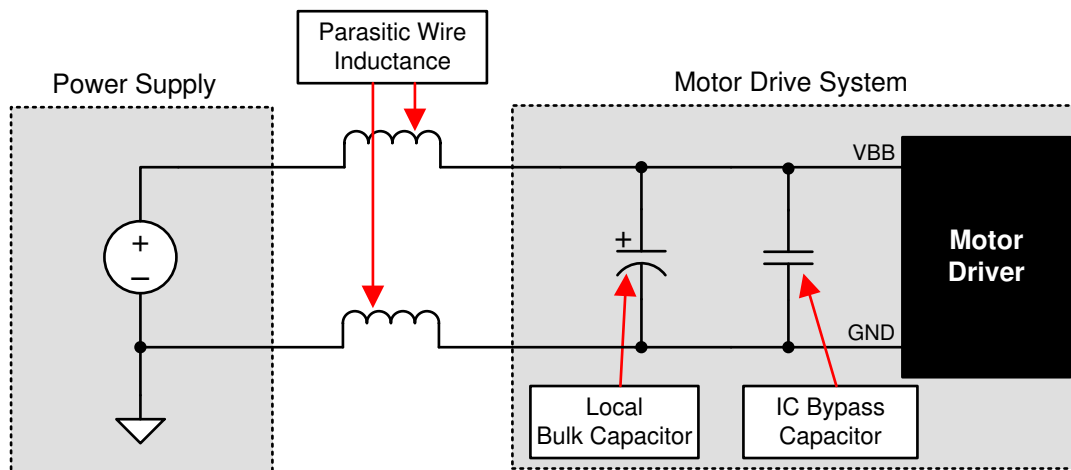 Parasitic Wire
Inductance
Power Supply
Motor Drive System
VBB
+
–
+
Motor
Driver
GND
Local
Bulk Capacitor
IC Bypass
Capacitor